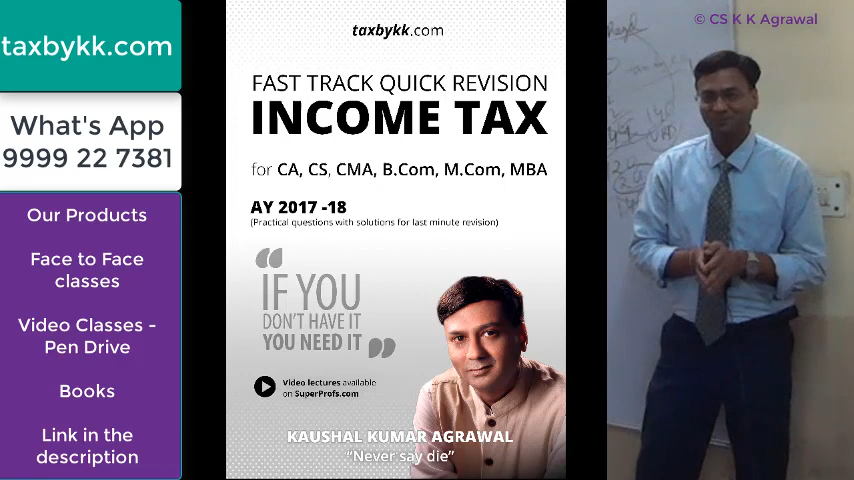 taxbykk.com
What's App
9999 22 7381
Our Products
Face to Face
classes
Video Classes -
Pen Drive
Books
Link in the
description
taxbykk.com
FAST TRACK QUICK REVISION
INCOME TAX
for CA, CS, CMA, B.Com, M.Com, MBA
AY 2017 -18
(Practical questions with solutions for last minute revision)
“
IF YOU
DON'T HAVE IT
YOU NEED IT ”
Video lectures available
on SuperProfs.com
KAUSHAL KUMAR AGRAWAL
“Never say die”
© CS K K Agrawal